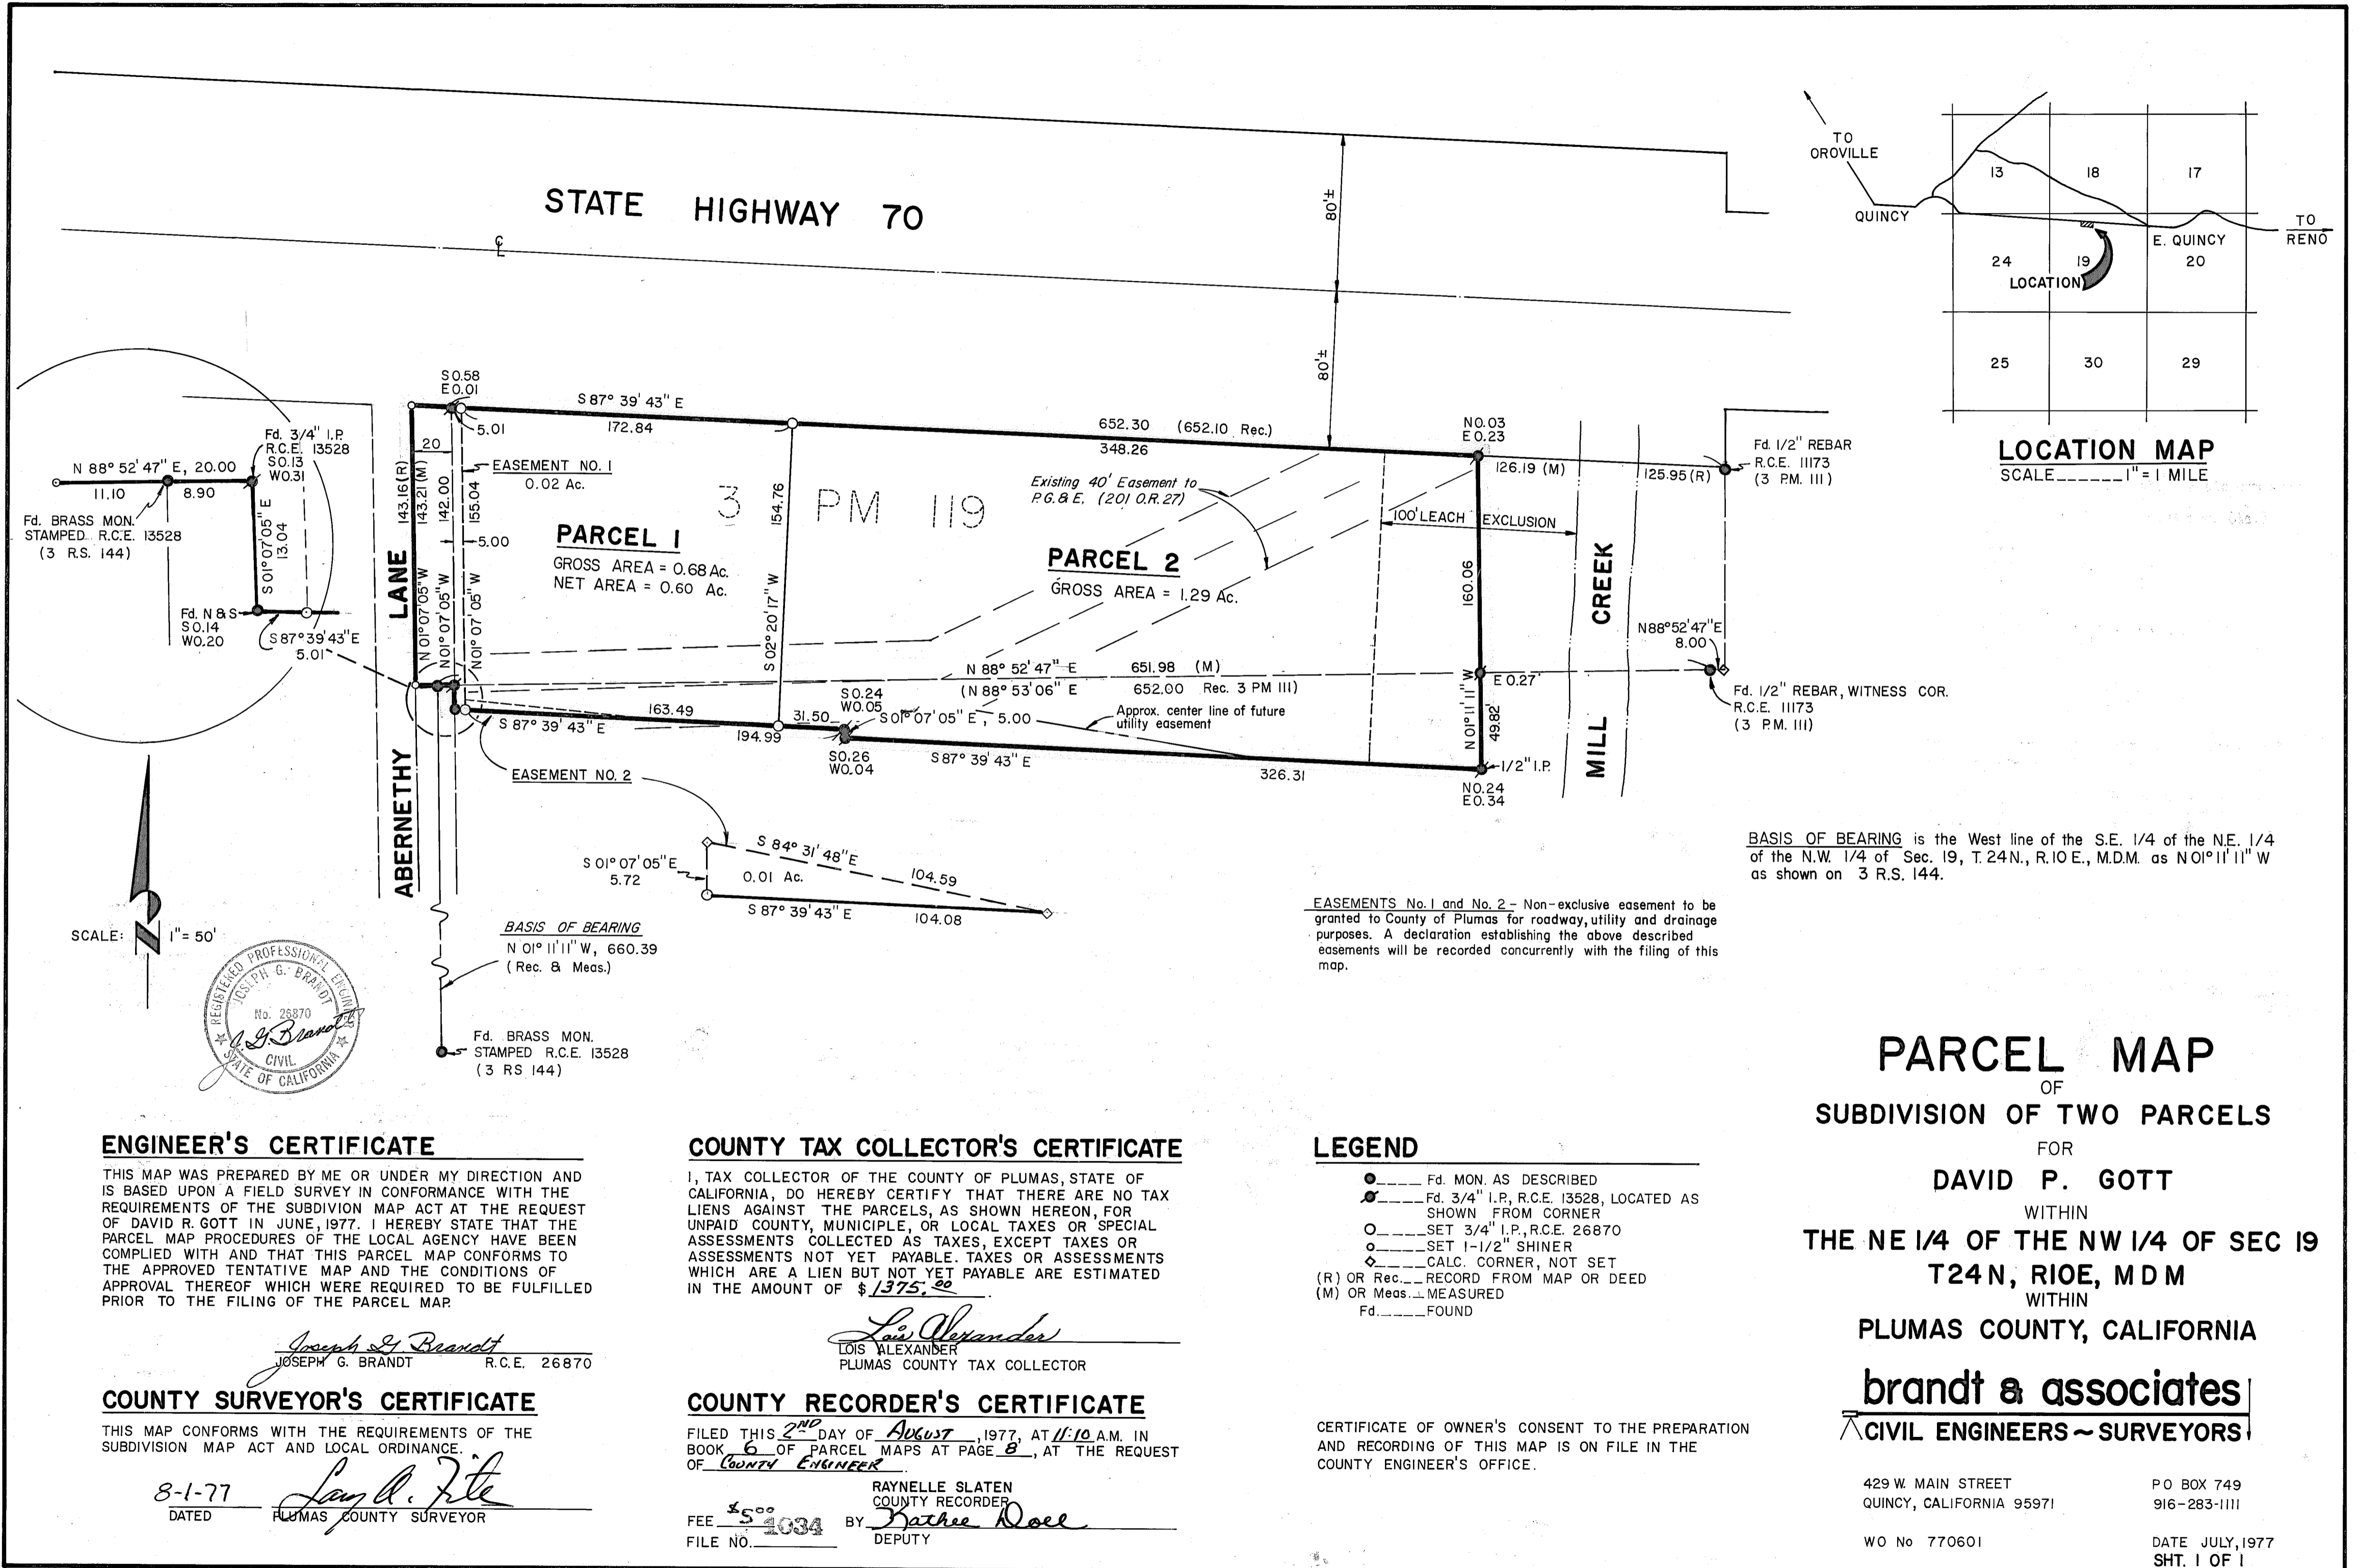 STATE HIGHWAY 70
℄
80'±
80'±
TO
OROVILLE
QUINCY
13
18
17
TO
RENO
E. QUINCY
24
19
20
LOCATION
25
30
29
LOCATION MAP
SCALE______1"=1 MILE
Fd. 3/4" I.P.
R.C.E. 13528
S0.13
W0.31
N 88° 52' 47" E, 20.00
11.10
8.90
Fd. BRASS MON.
STAMPED R.C.E. 13528
(3 R.S. 144)
S 01° 07' 05" E
13.04
Fd. N & S
S0.14
W0.20
S 87° 39' 43" E
5.01
S0.58
E0.01
5.01
20
S 87° 39' 43" E
172.84
652.30 (652.10 Rec.)
348.26
N0.03
E0.23
126.19 (M)
125.95 (R)
Fd. 1/2" REBAR
R.C.E. 11173
(3 P.M. 111)
EASEMENT NO. 1
0.02 Ac.
143.16 (R)
143.21 (M)
142.00
155.04
5.00
N 01° 07' 05" W
N 01° 07' 05" W
N 01° 07' 05" W
3 PM 119
PARCEL 1
GROSS AREA = 0.68 Ac.
NET AREA = 0.60 Ac.
154.76
S 02° 20' 17" W
Existing 40' Easement to
P.G.& E. (201 O.R. 27)
PARCEL 2
GROSS AREA = 1.29 Ac.
100' LEACH EXCLUSION
160.06
MILL CREEK
N88°52'47"E
8.00
Fd. 1/2" REBAR, WITNESS COR.
R.C.E. 11173
(3 P.M. 111)
N 88° 52' 47" E 651.98 (M)
(N 88° 53' 06" E 652.00 Rec. 3 PM 111)
E 0.27'
N 01° 11' 11" W
49.82'
S 87° 39' 43" E
163.49
31.50
194.99
S0.24
W0.05
S 01° 07' 05" E, 5.00
S0.26
W0.04
Approx. center line of future
utility easement
S 87° 39' 43" E
326.31
1/2" I.P.
N0.24
E0.34
ABERNETHY LANE
EASEMENT NO. 2
S 84° 31' 48" E
104.59
S 01° 07' 05" E
5.72
0.01 Ac.
S 87° 39' 43" E
104.08
SCALE: N 1"= 50'
BASIS OF BEARING
N 01° 11' 11" W, 660.39
(Rec. & Meas.)
Fd. BRASS MON.
STAMPED R.C.E. 13528
(3 RS 144)
REGISTERED PROFESSIONAL ENGINEER
JOSEPH G. BRANDT
No. 26870
J. G. Brandt
CIVIL
STATE OF CALIFORNIA
EASEMENTS No. 1 and No. 2 - Non-exclusive easement to be
granted to County of Plumas for roadway, utility and drainage
purposes. A declaration establishing the above described
easements will be recorded concurrently with the filing of this
map.
BASIS OF BEARING is the West line of the S.E. 1/4 of the N.E. 1/4
of the N.W. 1/4 of Sec. 19, T. 24 N., R. 10 E., M.D.M. as N 01° 11' 11" W
as shown on 3 R.S. 144.
ENGINEER'S CERTIFICATE
THIS MAP WAS PREPARED BY ME OR UNDER MY DIRECTION AND
IS BASED UPON A FIELD SURVEY IN CONFORMANCE WITH THE
REQUIREMENTS OF THE SUBDIVION MAP ACT AT THE REQUEST
OF DAVID R. GOTT IN JUNE, 1977. I HEREBY STATE THAT THE
PARCEL MAP PROCEDURES OF THE LOCAL AGENCY HAVE BEEN
COMPLIED WITH AND THAT THIS PARCEL MAP CONFORMS TO
THE APPROVED TENTATIVE MAP AND THE CONDITIONS OF
APPROVAL THEREOF WHICH WERE REQUIRED TO BE FULFILLED
PRIOR TO THE FILING OF THE PARCEL MAP.
Joseph G. Brandt
JOSEPH G. BRANDT R.C.E. 26870
COUNTY SURVEYOR'S CERTIFICATE
THIS MAP CONFORMS WITH THE REQUIREMENTS OF THE
SUBDIVISION MAP ACT AND LOCAL ORDINANCE.
8-1-77
DATED
PLUMAS COUNTY SURVEYOR
COUNTY TAX COLLECTOR'S CERTIFICATE
I, TAX COLLECTOR OF THE COUNTY OF PLUMAS, STATE OF
CALIFORNIA, DO HEREBY CERTIFY THAT THERE ARE NO TAX
LIENS AGAINST THE PARCELS, AS SHOWN HEREON, FOR
UNPAID COUNTY, MUNICIPLE, OR LOCAL TAXES OR SPECIAL
ASSESSMENTS COLLECTED AS TAXES, EXCEPT TAXES OR
ASSESSMENTS NOT YET PAYABLE. TAXES OR ASSESSMENTS
WHICH ARE A LIEN BUT NOT YET PAYABLE ARE ESTIMATED
IN THE AMOUNT OF $ 1375.00.
Lois Alexander
LOIS ALEXANDER
PLUMAS COUNTY TAX COLLECTOR
COUNTY RECORDER'S CERTIFICATE
FILED THIS 2ND DAY OF AUGUST, 1977, AT 11:10 A.M. IN
BOOK 6 OF PARCEL MAPS AT PAGE 8, AT THE REQUEST
OF COUNTY ENGINEER.
RAYNELLE SLATEN
COUNTY RECORDER
FEE $5.00 BY Kathee Doll
FILE NO. 1034 DEPUTY
LEGEND
Fd. MON. AS DESCRIBED
Fd. 3/4" I.P., R.C.E. 13528, LOCATED AS
SHOWN FROM CORNER
SET 3/4" I.P., R.C.E. 26870
SET 1-1/2" SHINER
CALC. CORNER, NOT SET
(R) OR Rec.__RECORD FROM MAP OR DEED
(M) OR Meas.__MEASURED
Fd._____FOUND
CERTIFICATE OF OWNER'S CONSENT TO THE PREPARATION
AND RECORDING OF THIS MAP IS ON FILE IN THE
COUNTY ENGINEER'S OFFICE.
PARCEL MAP
OF
SUBDIVISION OF TWO PARCELS
FOR
DAVID P. GOTT
WITHIN
THE NE 1/4 OF THE NW 1/4 OF SEC 19
T24N, R10E, MDM
WITHIN
PLUMAS COUNTY, CALIFORNIA
brandt & associates
CIVIL ENGINEERS ~ SURVEYORS
429 W. MAIN STREET PO BOX 749
QUINCY, CALIFORNIA 95971 916-283-1111
WO No 770601 DATE JULY, 1977
SHT. 1 OF 1